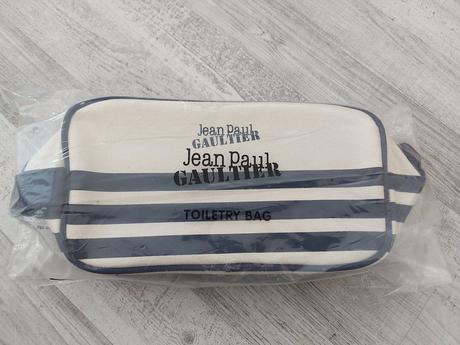 Jean Paul
GAULTIER
Jean Paul
GAULTIER
TOILETRY BAG